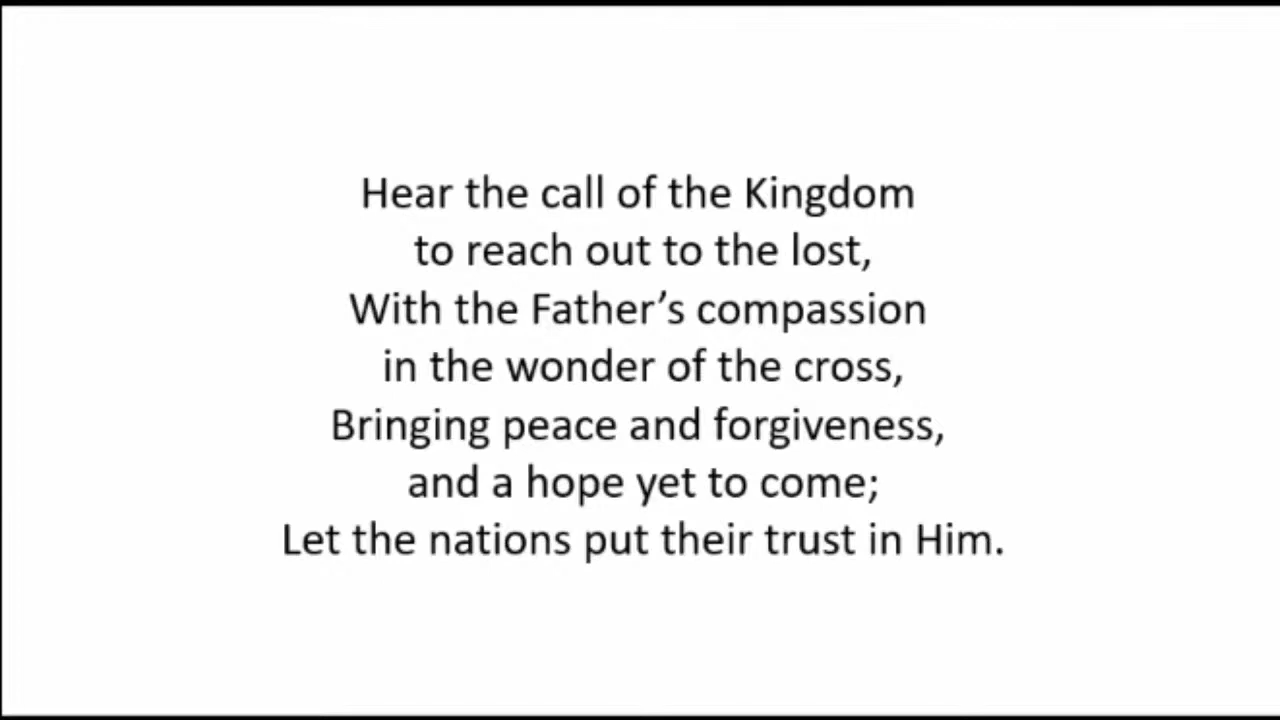 Hear the call of the Kingdom
to reach out to the lost,
With the Father’s compassion
in the wonder of the cross,
Bringing peace and forgiveness,
and a hope yet to come;
Let the nations put their trust in Him.